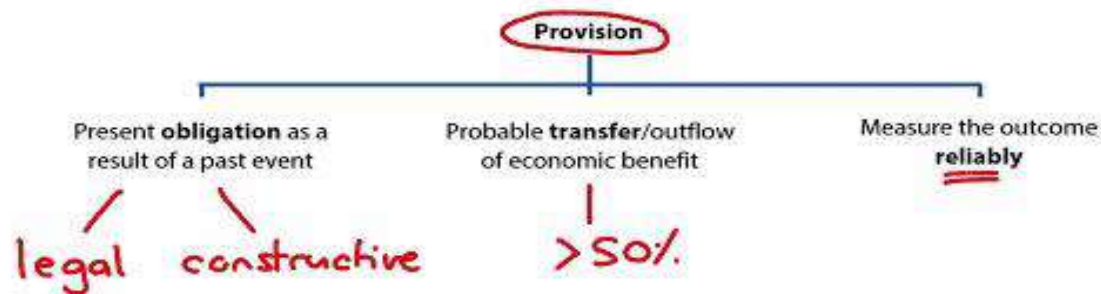 Provision
Present obligation as a
result of a past event
Probable transfer/outflow
of economic benefit
Measure the outcome
reliably
legal
constructive
>50%